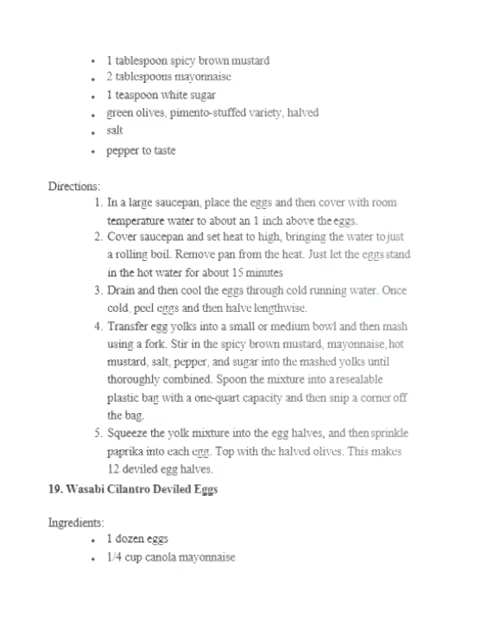 • 1 tablespoon spicy brown mustard
• 2 tablespoons mayonnaise
• 1 teaspoon white sugar
• green olives, pimento-stuffed variety, halved
• salt
• pepper to taste
Directions:
1. In a large saucepan, place the eggs and then cover with room
temperature water to about an 1 inch above the eggs.
2. Cover saucepan and set heat to high, bringing the water to just
a rolling boil. Remove pan from the heat. Just let the eggs stand
in the hot water for about 15 minutes
3. Drain and then cool the eggs through cold running water. Once
cold, peel eggs and then halve lengthwise.
4. Transfer egg yolks into a small or medium bowl and then mash
using a fork. Stir in the spicy brown mustard, mayonnaise, hot
mustard, salt, pepper, and sugar into the mashed yolks until
thoroughly combined. Spoon the mixture into a resealable
plastic bag with a one-quart capacity and then snip a corner off
the bag.
5. Squeeze the yolk mixture into the egg halves, and then sprinkle
paprika into each egg. Top with the halved olives. This makes
12 deviled egg halves.
19. Wasabi Cilantro Deviled Eggs
Ingredients:
• 1 dozen eggs
• 1/4 cup canola mayonnaise